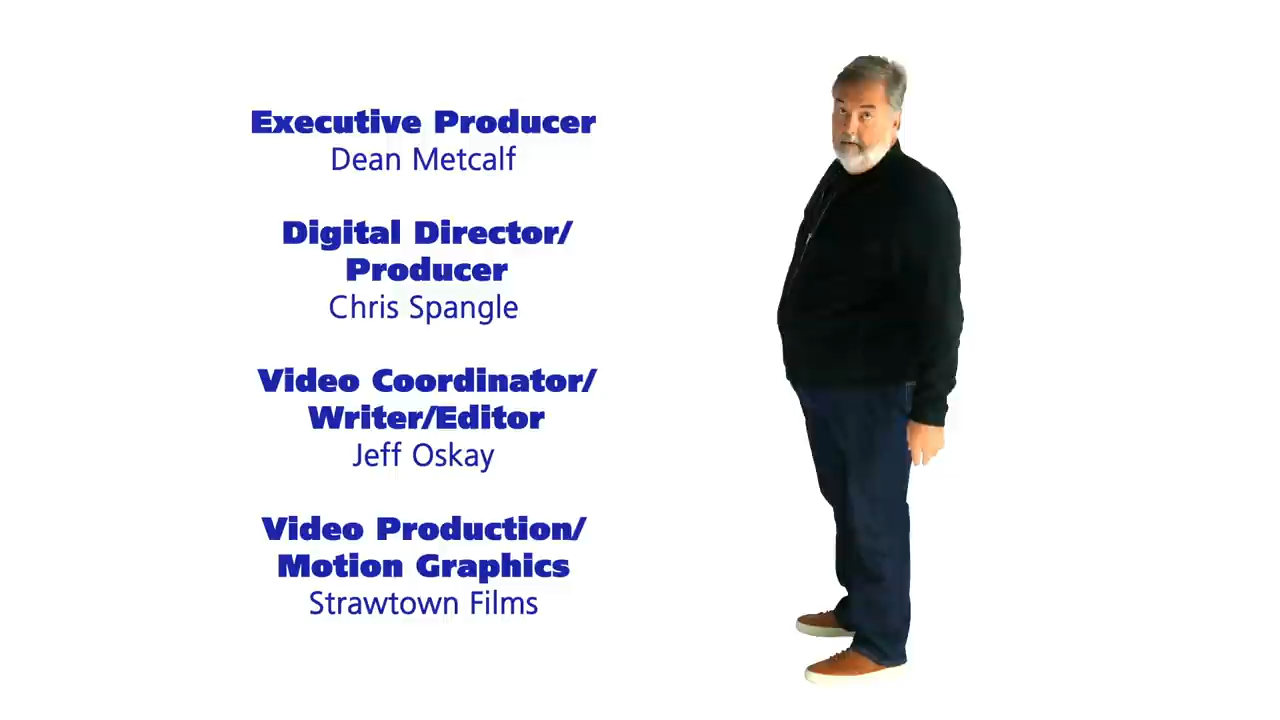 Executive Producer
Dean Metcalf
Digital Director/
Producer
Chris Spangle
Video Coordinator/
Writer/Editor
Jeff Oskay
Video Production/
Motion Graphics
Strawtown Films